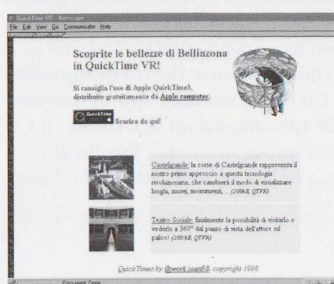 QuickTime VR - Netscape
File Edit View Go Communicator Help
Scoprite le bellezze di Bellinzona
in QuickTime VR!
Si consiglia l'uso di Apple QuickTime3,
distribuito gratuitamente da Apple computer.
QuickTime
Scarica da qui!
Castelgrande: la corte di Castelgrande rappresenta il
nostro primo approccio a questa tecnologia
rivoluzionaria, che cambierà il modo di visualizzare
luoghi, musei, monumenti, ... (200kB, QTVR)
Teatro Sociale: finalmente la possibilità di visitarlo e
vederlo a 360° dal punto di vista dell'attore sul
palco! (200kB, QTVR)
QuickTimes by @work.joan98, copyright 1998
Document: Done